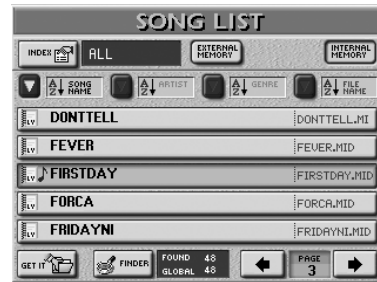 SONG LIST
INDEX ALL EXTERNAL MEMORY INTERNAL MEMORY
A Z SONG NAME A Z ARTIST A Z GENRE A Z FILE NAME
DONTTELL DONTTELL.MI
FEVER FEVER.MID
FIRSTDAY FIRSTDAY.MID
FORCA FORCA.MID
FRIDAYNI FRIDAYNI.MID
GET IT FINDER FOUND 48 GLOBAL 48 PAGE 3